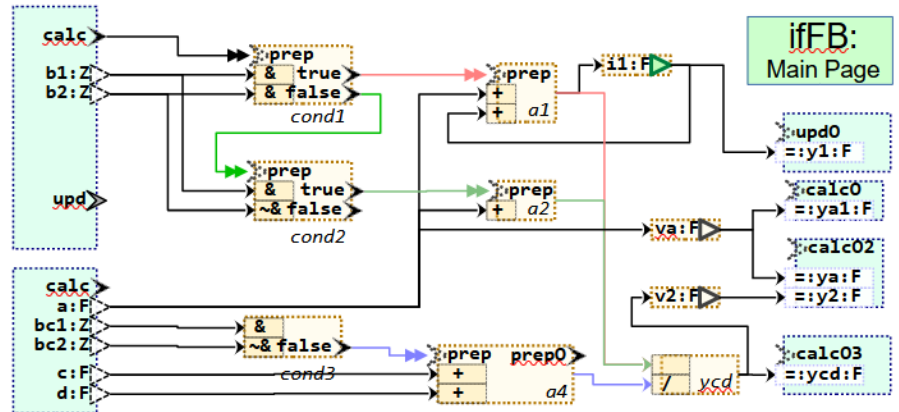 calc
b1:Z
b2:Z
upd
prep
& true
& false
cond1
prep
& true
~& false
cond2
prep
+
+
a1
prep
+
a2
i1:F
ifFB:
Main Page
upd0
=:y1:F
calc0
=:ya1:F
va:F
calc02
=:ya:F
=:y2:F
v2:F
calc
a:F
bc1:Z
bc2:Z
c:F
d:F
&
~& false
cond3
prep prep0
+
+
a4
/ ycd
calc03
=:ycd:F